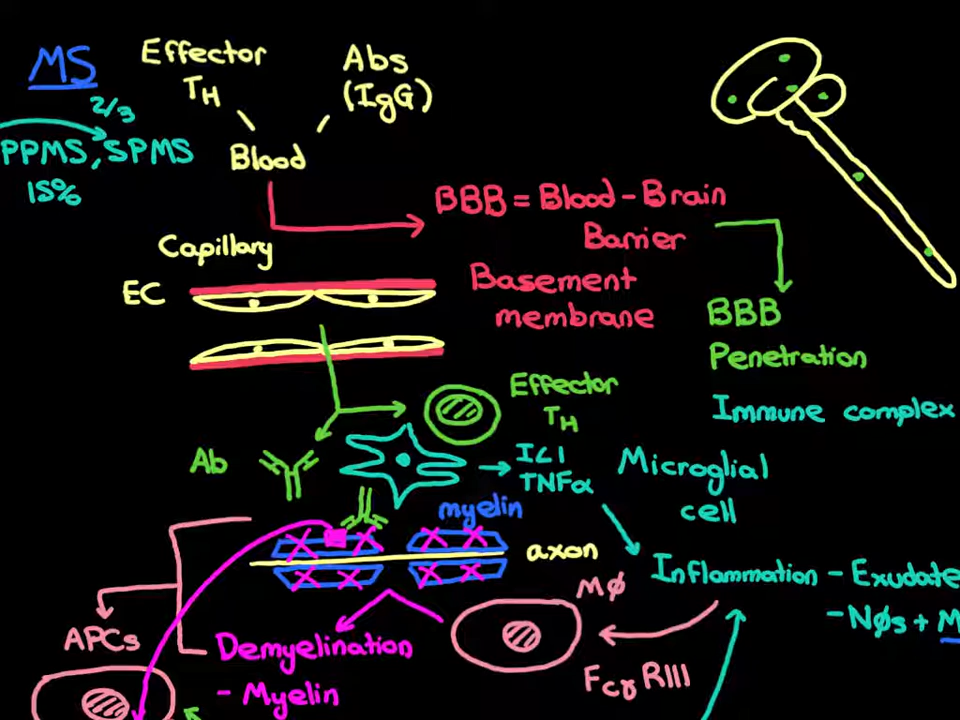 MS
Effector
TH
Abs
(IgG)
2/3
PPMS, SPMS
15%
Blood
BBB = Blood-Brain
Barrier
Capillary
EC
Basement
membrane
BBB
Penetration
Immune complex
Effector
TH
Ab
IL1
TNFα
Microglial
cell
myelin
axon
Inflammation - Exudate
- NØs + M
MØ
FcγRIII
APCs
Demyelination
- Myelin